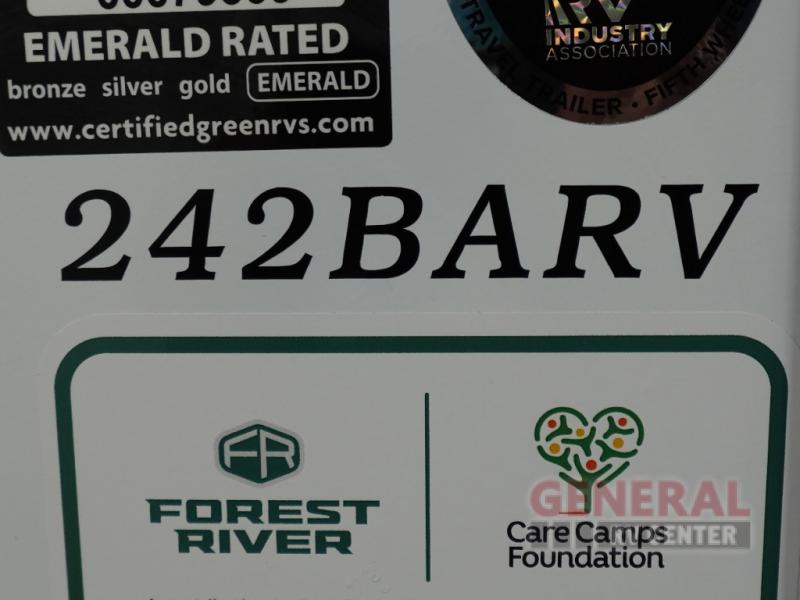 EMERALD RATED
bronze silver gold EMERALD
www.certifiedgreenrvs.com
RV
INDUSTRY
ASSOCIATION
TRAVEL TRAILER • FIFTH WHEEL
242BARV
FR
FOREST
RIVER
Care Camps
Foundation
GENERAL
RV CENTER